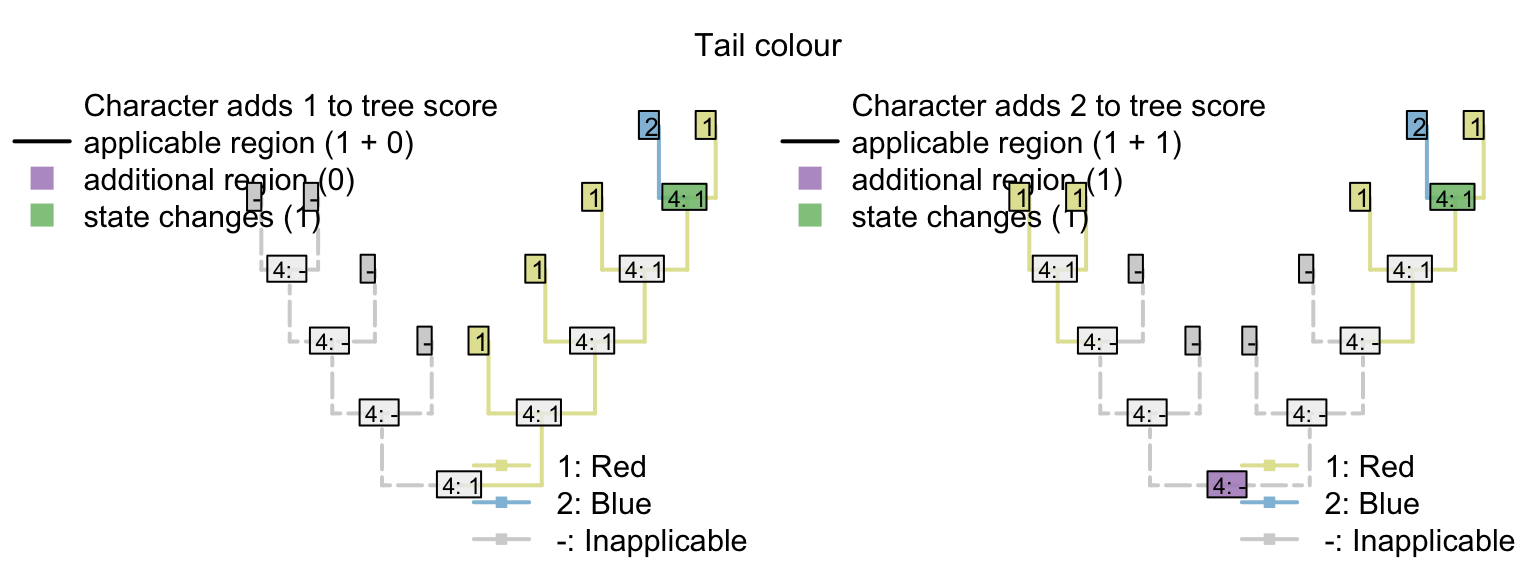 Tail colour
Character adds 1 to tree score
applicable region (1 + 0)
additional region (0)
state changes (1)
2 1
- - 1 4: 1
4: - - 1 4: 1
4: - - 1 4: 1
4: - 4: 1
4: 1
1: Red
2: Blue
-: Inapplicable
Character adds 2 to tree score
applicable region (1 + 1)
additional region (1)
state changes (1)
2 1
1 1 1 4: 1
4: 1 - - 4: 1
4: - - - 4: -
4: - 4: -
4: -
1: Red
2: Blue
-: Inapplicable